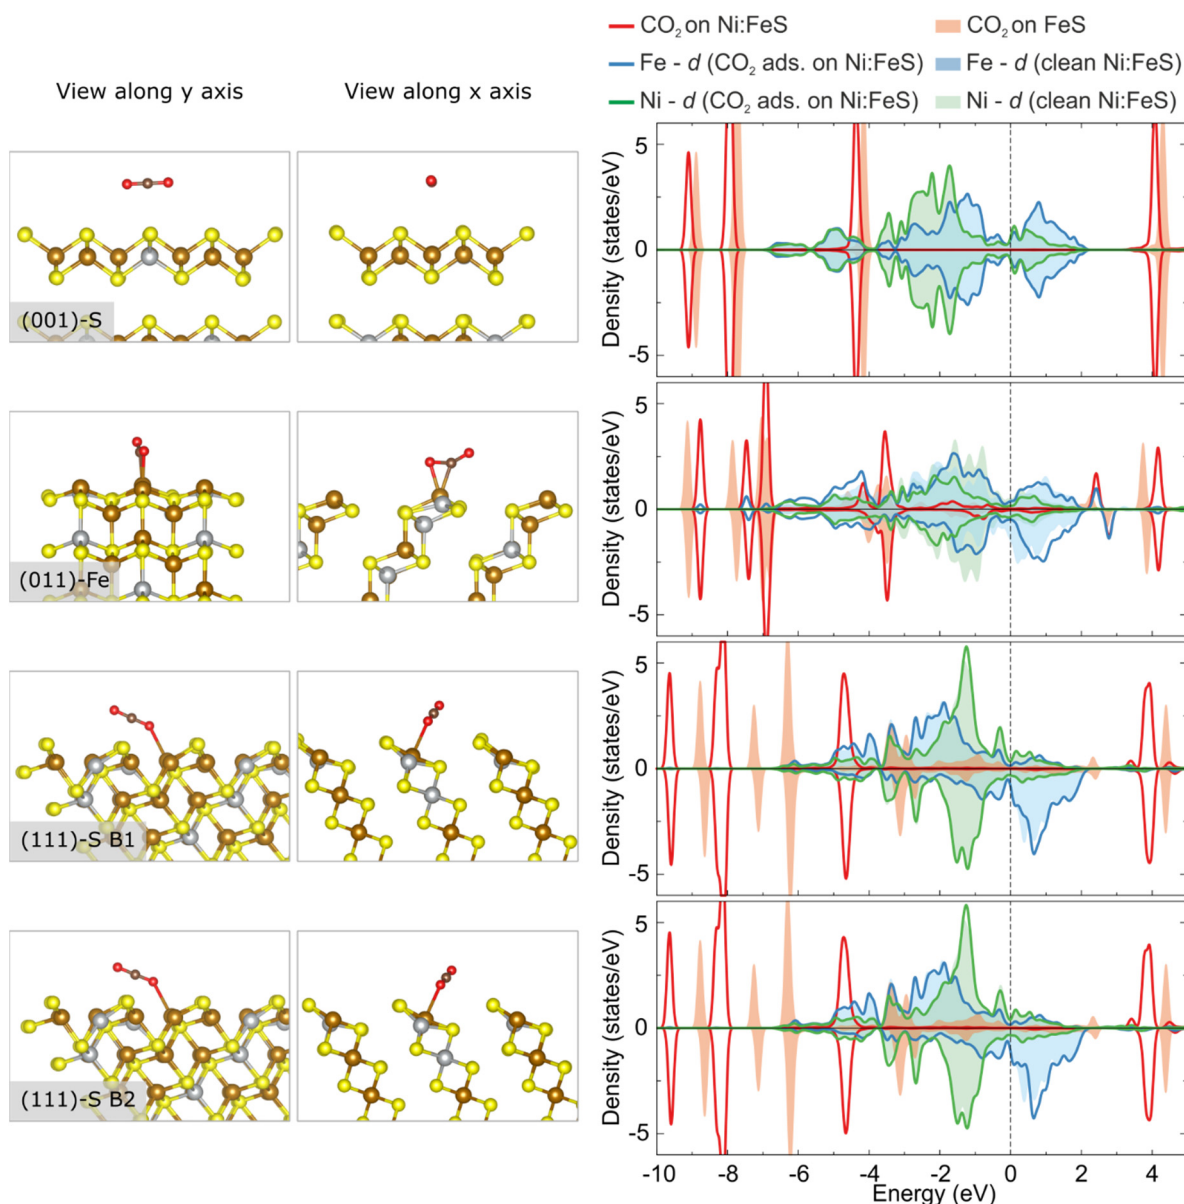 CO₂ on Ni:FeS
CO₂ on FeS
Fe - d (CO₂ ads. on Ni:FeS)
Fe - d (clean Ni:FeS)
Ni - d (CO₂ ads. on Ni:FeS)
Ni - d (clean Ni:FeS)
View along y axis
View along x axis
(001)-S
Density (states/eV)
5
0
-5
(011)-Fe
Density (states/eV)
5
0
-5
(111)-S B1
Density (states/eV)
5
0
-5
(111)-S B2
Density (states/eV)
5
0
-5
-10 -8 -6 -4 -2 0 2 4
Energy (eV)